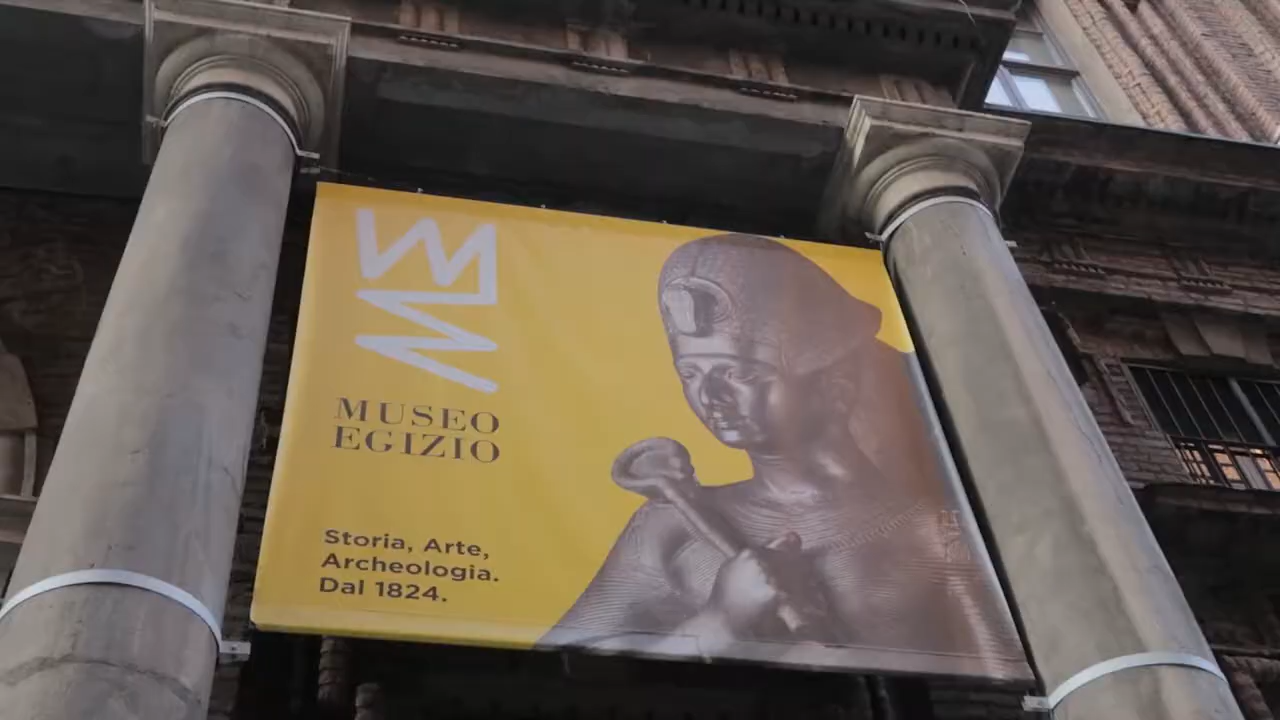 MUSEO
EGIZIO
Storia, Arte,
Archeologia.
Dal 1824.